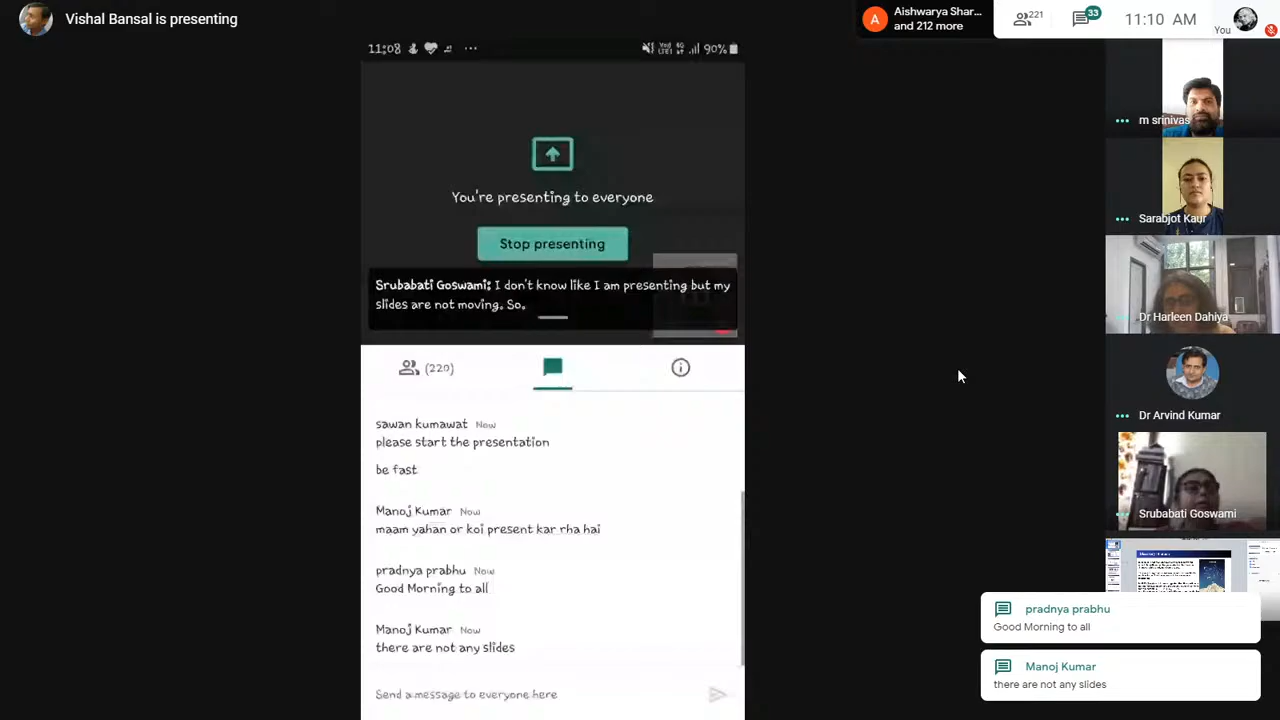 Vishal Bansal is presenting
Aishwarya Shar...
and 212 more
221
33
11:10 AM
You
11:08
90%
You're presenting to everyone
Stop presenting
Srubabati Goswami: I don't know like I am presenting but my
slides are not moving. So.
(220)
sawan kumawat Now
please start the presentation
be fast
Manoj Kumar Now
maam yahan or koi present kar rha hai
pradnya prabhu Now
Good Morning to all
Manoj Kumar Now
there are not any slides
Send a message to everyone here
m srinivas
Sarabjot Kaur
Dr Harleen Dahiya
Dr Arvind Kumar
Srubabati Goswami
pradnya prabhu
Good Morning to all
Manoj Kumar
there are not any slides